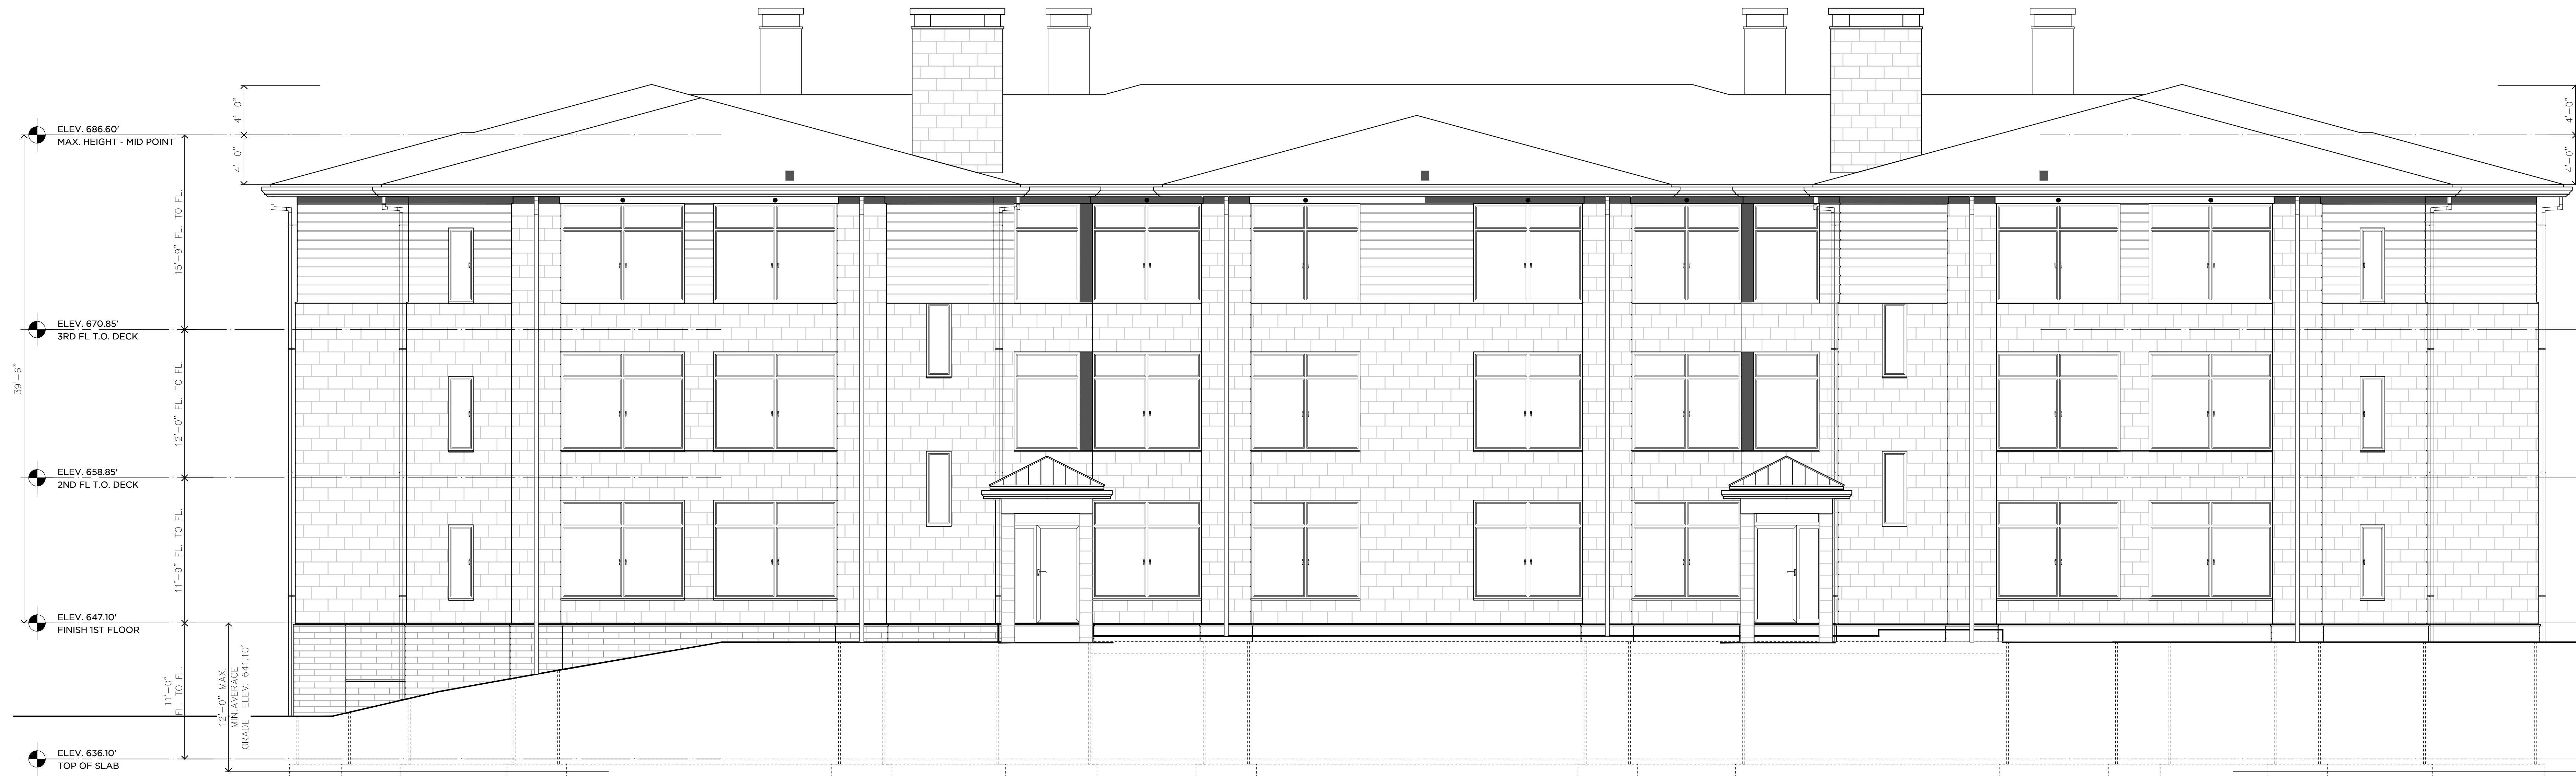 4'-0"
4'-0"
ELEV. 686.60'
MAX. HEIGHT - MID POINT
4'-0"
4'-0"
15'-9" FL. TO FL.
ELEV. 670.85'
3RD FL T.O. DECK
39'-6"
12'-0" FL. TO FL.
ELEV. 658.85'
2ND FL T.O. DECK
11'-9" FL. TO FL.
ELEV. 647.10'
FINISH 1ST FLOOR
11'-0"
FL. TO FL.
12'-0" MAX.
MIN.AVERAGE
GRADE ELEV. 641.10'
ELEV. 636.10'
TOP OF SLAB